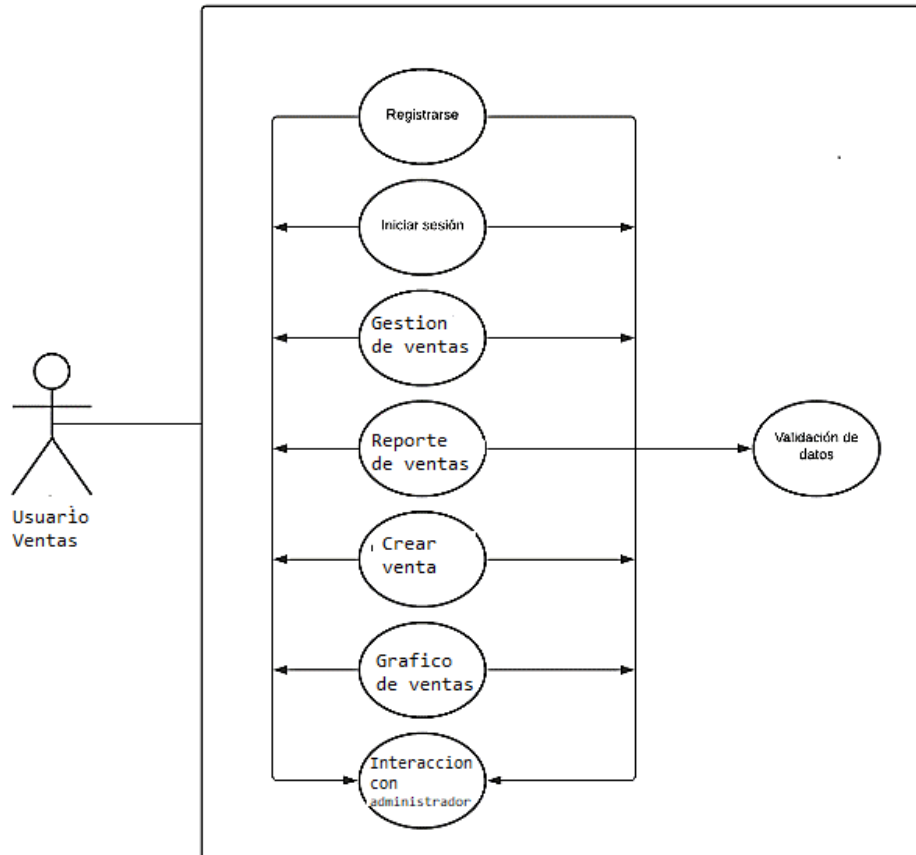 Registrarse
Iniciar sesión
Gestion
de ventas
Reporte
de ventas
Validación de
datos
Usuario
Ventas
Crear
venta
Grafico
de ventas
Interaccion
con
administrador